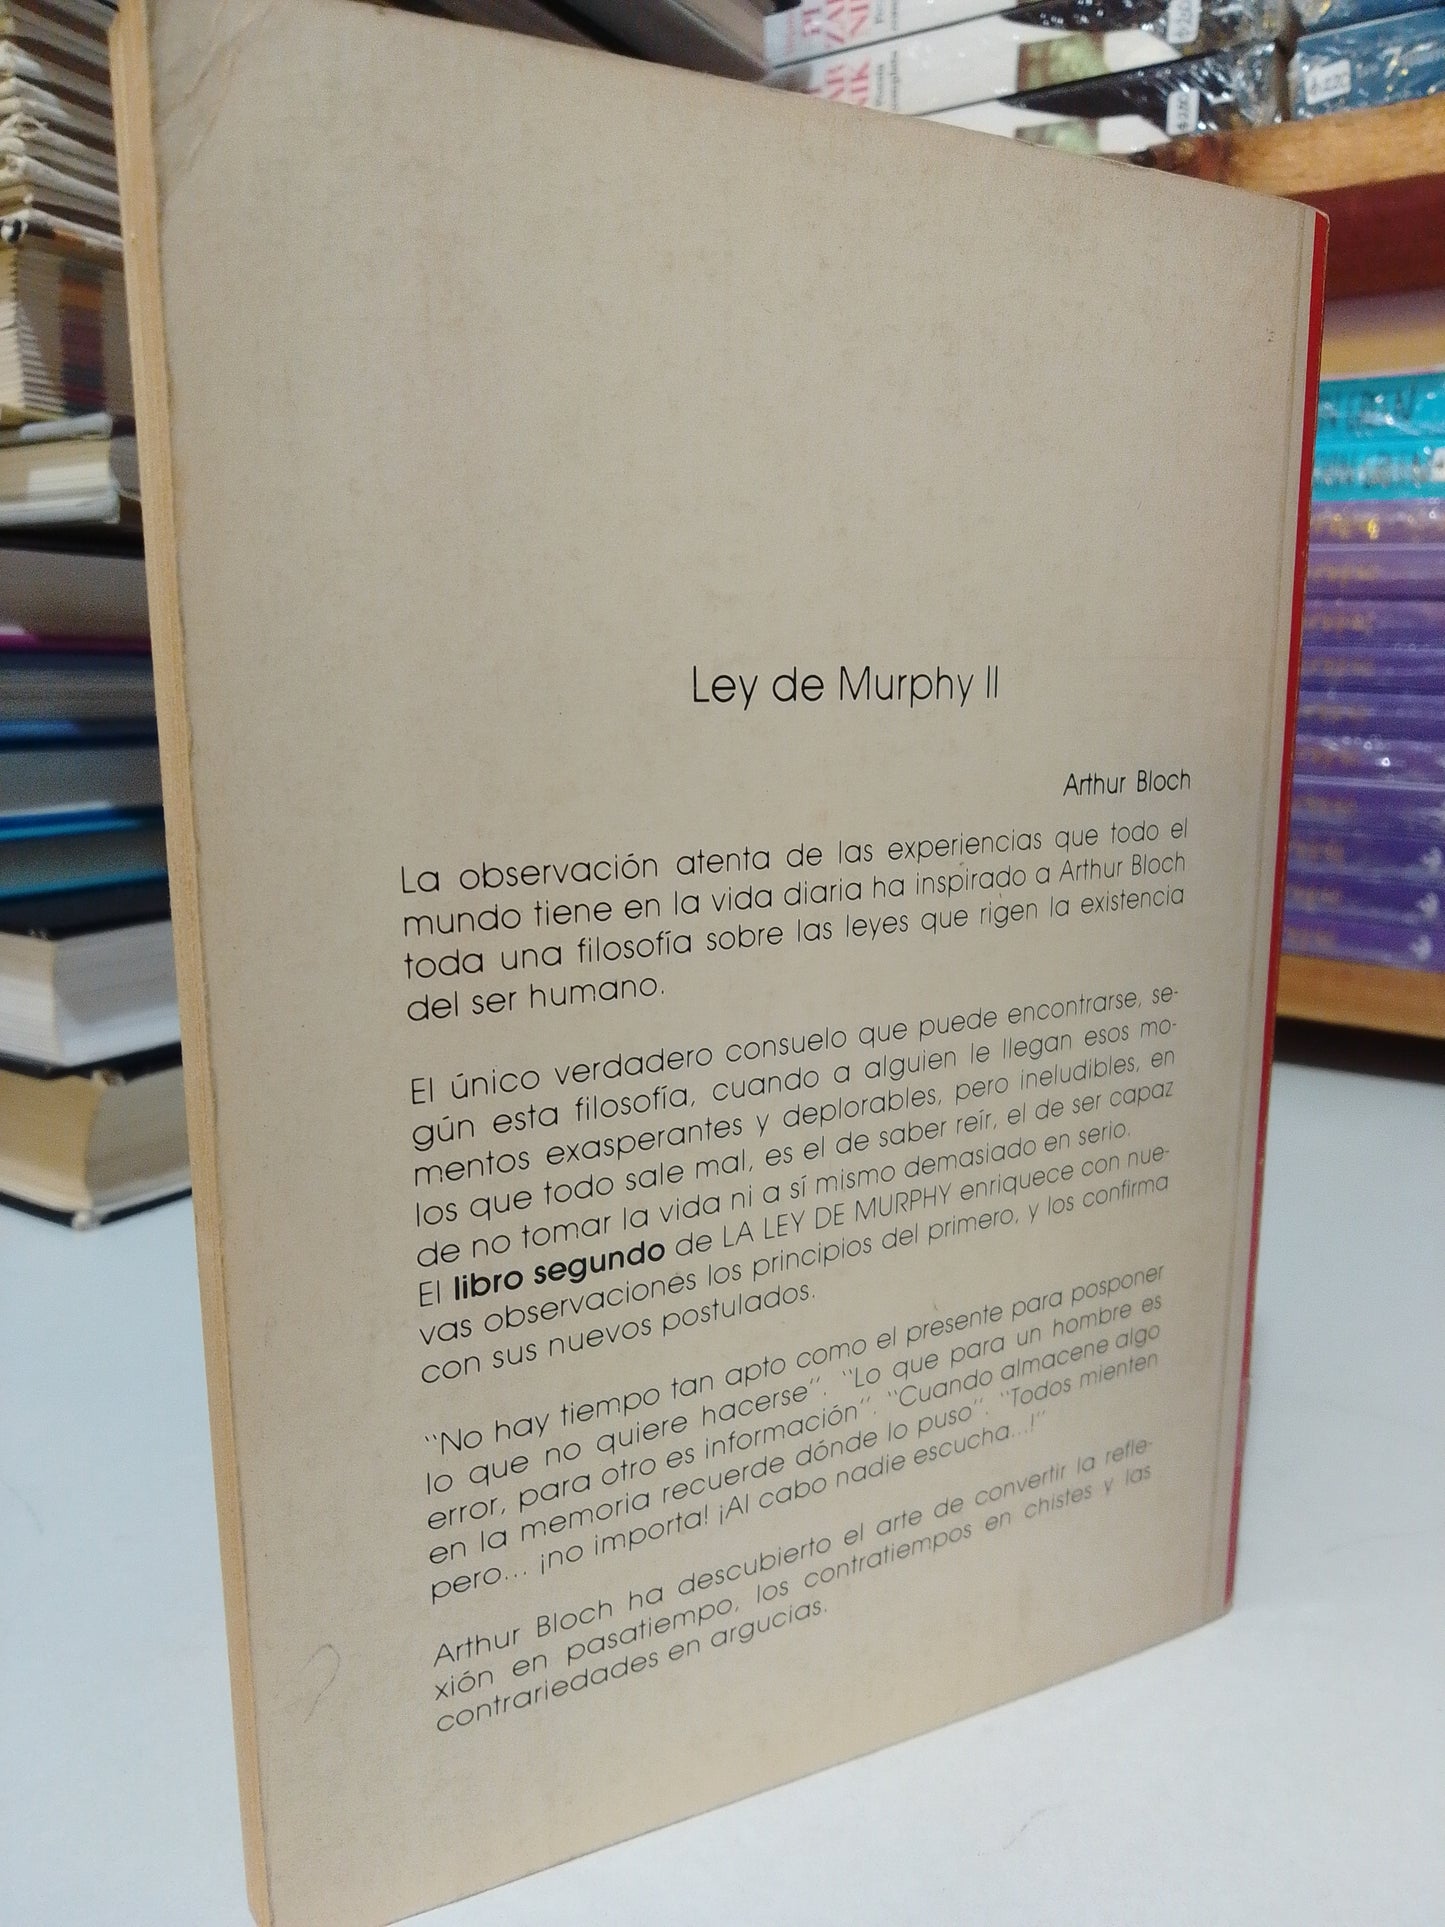 Ley de Murphy II
Arthur Bloch
La observación atenta de las experiencias que todo el
mundo tiene en la vida diaria ha inspirado a Arthur Bloch
toda una filosofía sobre las leyes que rigen la existencia
del ser humano.
El único verdadero consuelo que puede encontrarse, se-
gún esta filosofía, cuando a alguien le llegan esos mo-
mentos exasperantes y deplorables, pero ineludibles, en
los que todo sale mal, es el de saber reír, el de ser capaz
de no tomar la vida ni a sí mismo demasiado en serio.
El libro segundo de LA LEY DE MURPHY enriquece con nue-
vas observaciones los principios del primero, y los confirma
con sus nuevos postulados.
"No hay tiempo tan apto como el presente para posponer
lo que no quiere hacerse". "Lo que para un hombre es
error, para otro es información". "Cuando almacene algo
en la memoria recuerde dónde lo puso". "Todos mienten
pero... ¡no importa! ¡Al cabo nadie escucha...!"
Arthur Bloch ha descubierto el arte de convertir la refle-
xión en pasatiempo, los contratiempos en chistes y las
contrariedades en argucias.